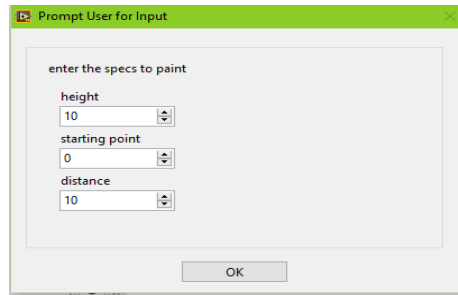 Prompt User for Input
enter the specs to paint
height
10
starting point
0
distance
10
OK